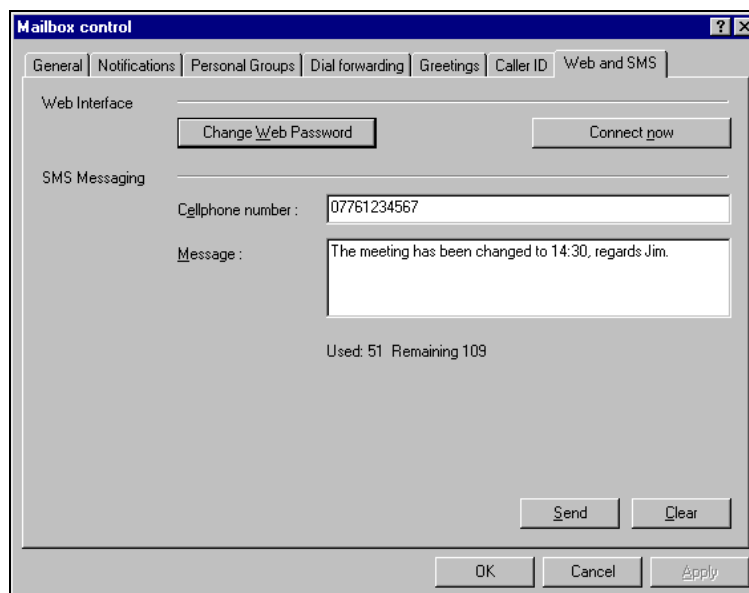 Mailbox control
General Notifications Personal Groups Dial forwarding Greetings Caller ID Web and SMS
Web Interface
Change Web Password Connect now
SMS Messaging
Cellphone number : 07761234567
Message : The meeting has been changed to 14:30, regards Jim.
Used: 51 Remaining 109
Send Clear
OK Cancel Apply